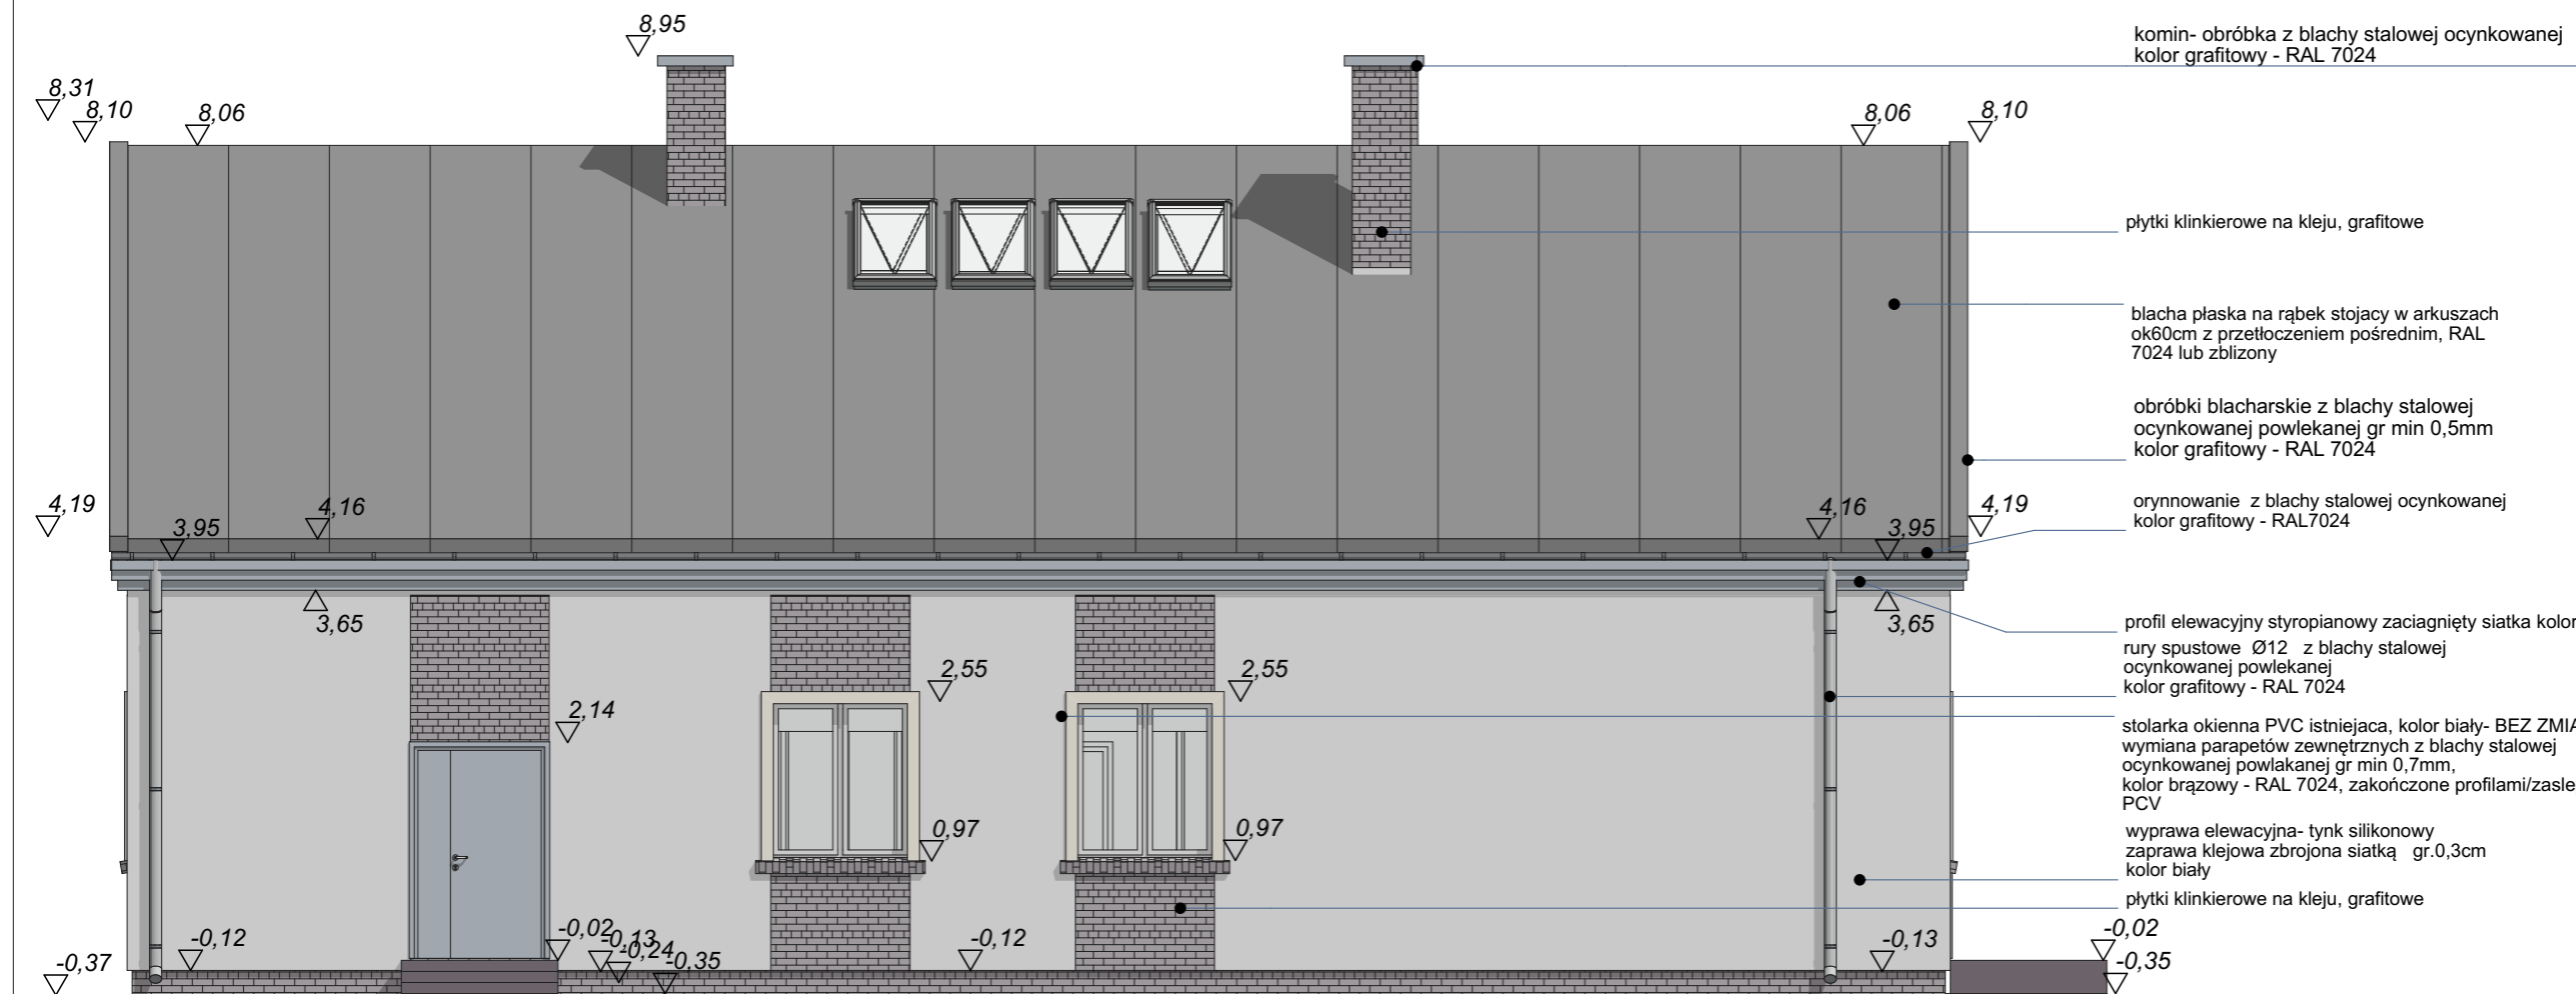 8,95
8,31
8,10
8,06
8,06
8,10
komin- obróbka z blachy stalowej ocynkowanej
kolor grafitowy - RAL 7024
płytki klinkierowe na kleju, grafitowe
blacha płaska na rąbek stojacy w arkuszach
ok60cm z przetłoczeniem pośrednim, RAL
7024 lub zblizony
obróbki blacharskie z blachy stalowej
ocynkowanej powlekanej gr min 0,5mm
kolor grafitowy - RAL 7024
4,19
3,95
4,16
4,16
3,95
4,19
orynnowanie z blachy stalowej ocynkowanej
kolor grafitowy - RAL7024
3,65
3,65
profil elewacyjny styropianowy zaciagnięty siatka kolor
rury spustowe Ø12 z blachy stalowej
ocynkowanej powlekanej
kolor grafitowy - RAL 7024
2,14
2,55
2,55
stolarka okienna PVC istniejaca, kolor biały- BEZ ZMIA
wymiana parapetów zewnętrznych z blachy stalowej
ocynkowanej powlakanej gr min 0,7mm,
kolor brązowy - RAL 7024, zakończone profilami/zasle
PCV
0,97
0,97
wyprawa elewacyjna- tynk silikonowy
zaprawa klejowa zbrojona siatką gr.0,3cm
kolor biały
płytki klinkierowe na kleju, grafitowe
-0,37
-0,12
-0,02
-0,13
-0,24
-0,35
-0,12
-0,13
-0,02
-0,35